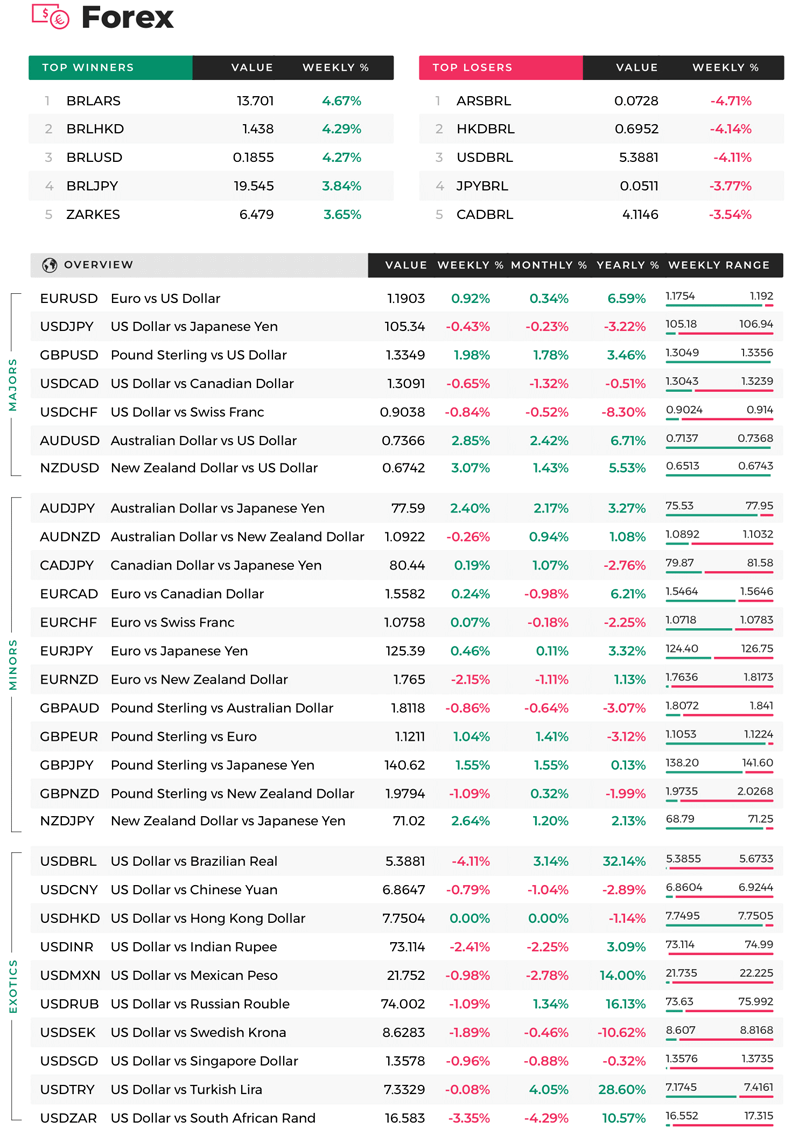 Forex
TOP WINNERS VALUE WEEKLY %
1 BRLARS 13.701 4.67%
2 BRLHKD 1.438 4.29%
3 BRLUSD 0.1855 4.27%
4 BRLJPY 19.545 3.84%
5 ZARKES 6.479 3.65%
TOP LOSERS VALUE WEEKLY %
1 ARSBRL 0.0728 -4.71%
2 HKDBRL 0.6952 -4.14%
3 USDBRL 5.3881 -4.11%
4 JPYBRL 0.0511 -3.77%
5 CADBRL 4.1146 -3.54%
OVERVIEW VALUE WEEKLY % MONTHLY % YEARLY % WEEKLY RANGE
MAJORS
EURUSD Euro vs US Dollar 1.1903 0.92% 0.34% 6.59% 1.1754 1.192
USDJPY US Dollar vs Japanese Yen 105.34 -0.43% -0.23% -3.22% 105.18 106.94
GBPUSD Pound Sterling vs US Dollar 1.3349 1.98% 1.78% 3.46% 1.3049 1.3356
USDCAD US Dollar vs Canadian Dollar 1.3091 -0.65% -1.32% -0.51% 1.3043 1.3239
USDCHF US Dollar vs Swiss Franc 0.9038 -0.84% -0.52% -8.30% 0.9024 0.914
AUDUSD Australian Dollar vs US Dollar 0.7366 2.85% 2.42% 6.71% 0.7137 0.7368
NZDUSD New Zealand Dollar vs US Dollar 0.6742 3.07% 1.43% 5.53% 0.6513 0.6743
MINORS
AUDJPY Australian Dollar vs Japanese Yen 77.59 2.40% 2.17% 3.27% 75.53 77.95
AUDNZD Australian Dollar vs New Zealand Dollar 1.0922 -0.26% 0.94% 1.08% 1.0892 1.1032
CADJPY Canadian Dollar vs Japanese Yen 80.44 0.19% 1.07% -2.76% 79.87 81.58
EURCAD Euro vs Canadian Dollar 1.5582 0.24% -0.98% 6.21% 1.5464 1.5646
EURCHF Euro vs Swiss Franc 1.0758 0.07% -0.18% -2.25% 1.0718 1.0783
EURJPY Euro vs Japanese Yen 125.39 0.46% 0.11% 3.32% 124.40 126.75
EURNZD Euro vs New Zealand Dollar 1.765 -2.15% -1.11% 1.13% 1.7636 1.8173
GBPAUD Pound Sterling vs Australian Dollar 1.8118 -0.86% -0.64% -3.07% 1.8072 1.841
GBPEUR Pound Sterling vs Euro 1.1211 1.04% 1.41% -3.12% 1.1053 1.1224
GBPJPY Pound Sterling vs Japanese Yen 140.62 1.55% 1.55% 0.13% 138.20 141.60
GBPNZD Pound Sterling vs New Zealand Dollar 1.9794 -1.09% 0.32% -1.99% 1.9735 2.0268
NZDJPY New Zealand Dollar vs Japanese Yen 71.02 2.64% 1.20% 2.13% 68.79 71.25
EXOTICS
USDBRL US Dollar vs Brazilian Real 5.3881 -4.11% 3.14% 32.14% 5.3855 5.6733
USDCNY US Dollar vs Chinese Yuan 6.8647 -0.79% -1.04% -2.89% 6.8604 6.9244
USDHKD US Dollar vs Hong Kong Dollar 7.7504 0.00% 0.00% -1.14% 7.7495 7.7505
USDINR US Dollar vs Indian Rupee 73.114 -2.41% -2.25% 3.09% 73.114 74.99
USDMXN US Dollar vs Mexican Peso 21.752 -0.98% -2.78% 14.00% 21.735 22.225
USDRUB US Dollar vs Russian Rouble 74.002 -1.09% 1.34% 16.13% 73.63 75.992
USDSEK US Dollar vs Swedish Krona 8.6283 -1.89% -0.46% -10.62% 8.607 8.8168
USDSGD US Dollar vs Singapore Dollar 1.3578 -0.96% -0.88% -0.32% 1.3576 1.3735
USDTRY US Dollar vs Turkish Lira 7.3329 -0.08% 4.05% 28.60% 7.1745 7.4161
USDZAR US Dollar vs South African Rand 16.583 -3.35% -4.29% 10.57% 16.552 17.315